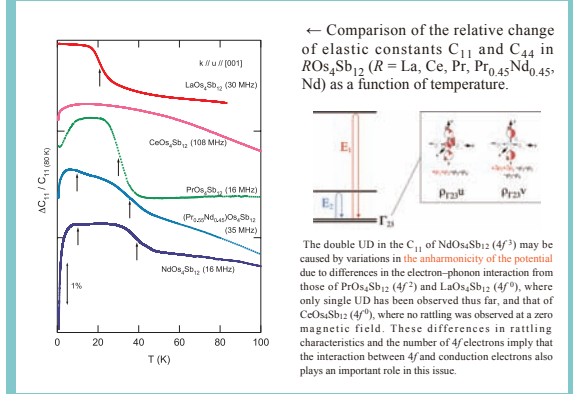 ← Comparison of the relative change
of elastic constants C₁₁ and C₄₄ in
ROs₄Sb₁₂ (R = La, Ce, Pr, Pr₀.₄₅Nd₀.₄₅,
Nd) as a function of temperature.
k // u // [001]
LaOs₄Sb₁₂ (30 MHz)
CeOs₄Sb₁₂ (108 MHz)
PrOs₄Sb₁₂ (16 MHz)
(Pr₀.₅₅Nd₀.₄₅)Os₄Sb₁₂
(35 MHz)
NdOs₄Sb₁₂ (16 MHz)
1%
ΔC₁₁ / C₁₁ (80 K)
0 20 40 60 80 100
T (K)
E₁
E₂
Γ₂₃
ρΓ₂₃u
ρΓ₂₃v
The double UD in the C₁₁ of NdOs₄Sb₁₂ (4f³) may be
caused by variations in the anharmonicity of the potential
due to differences in the electron–phonon interaction from
those of PrOs₄Sb₁₂ (4f²) and LaOs₄Sb₁₂ (4f⁰), where
only single UD has been observed thus far, and that of
CeOs₄Sb₁₂ (4f⁰), where no rattling was observed at a zero
magnetic field. These differences in rattling
characteristics and the number of 4f electrons imply that
the interaction between 4f and conduction electrons also
plays an important role in this issue.